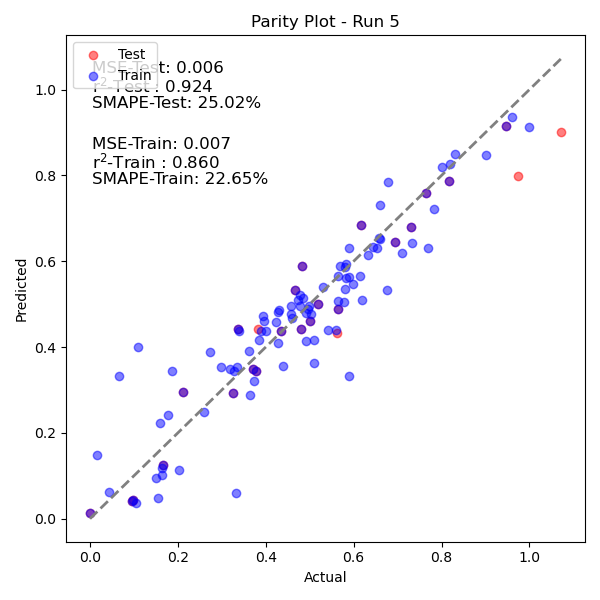 Parity Plot - Run 5
Test
Train
MSE-Test: 0.006
r²-Test : 0.924
SMAPE-Test: 25.02%
MSE-Train: 0.007
r²-Train : 0.860
SMAPE-Train: 22.65%
Predicted
1.0
0.8
0.6
0.4
0.2
0.0
0.0 0.2 0.4 0.6 0.8 1.0
Actual